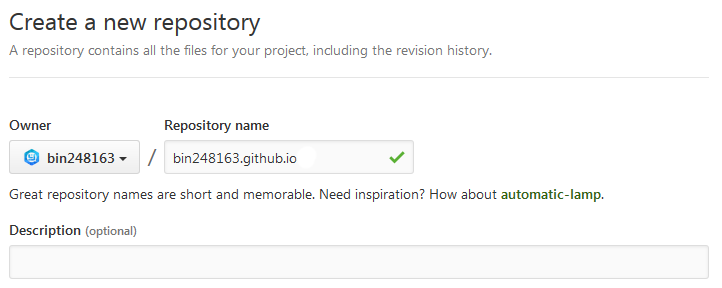 Create a new repository
A repository contains all the files for your project, including the revision history.
Owner Repository name
bin248163 / bin248163.github.io
Great repository names are short and memorable. Need inspiration? How about automatic-lamp.
Description (optional)